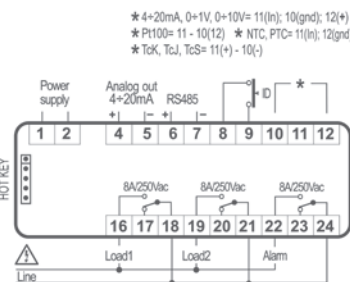 * 4÷20mA, 0÷1V, 0÷10V= 11(In); 10(gnd); 12(+)
* Pt100= 11 - 10(12) * NTC, PTC= 11(In); 12(gnd
* TcK, TcJ, TcS= 11(+) - 10(-)
Power supply
Analog out 4÷20mA
RS485
ID
*
+ - + -
1 2 4 5 6 7 8 9 10 11 12
HOT KEY
8A/250Vac 8A/250Vac 8A/250Vac
16 17 18 19 20 21 22 23 24
Load1 Load2 Alarm
Line